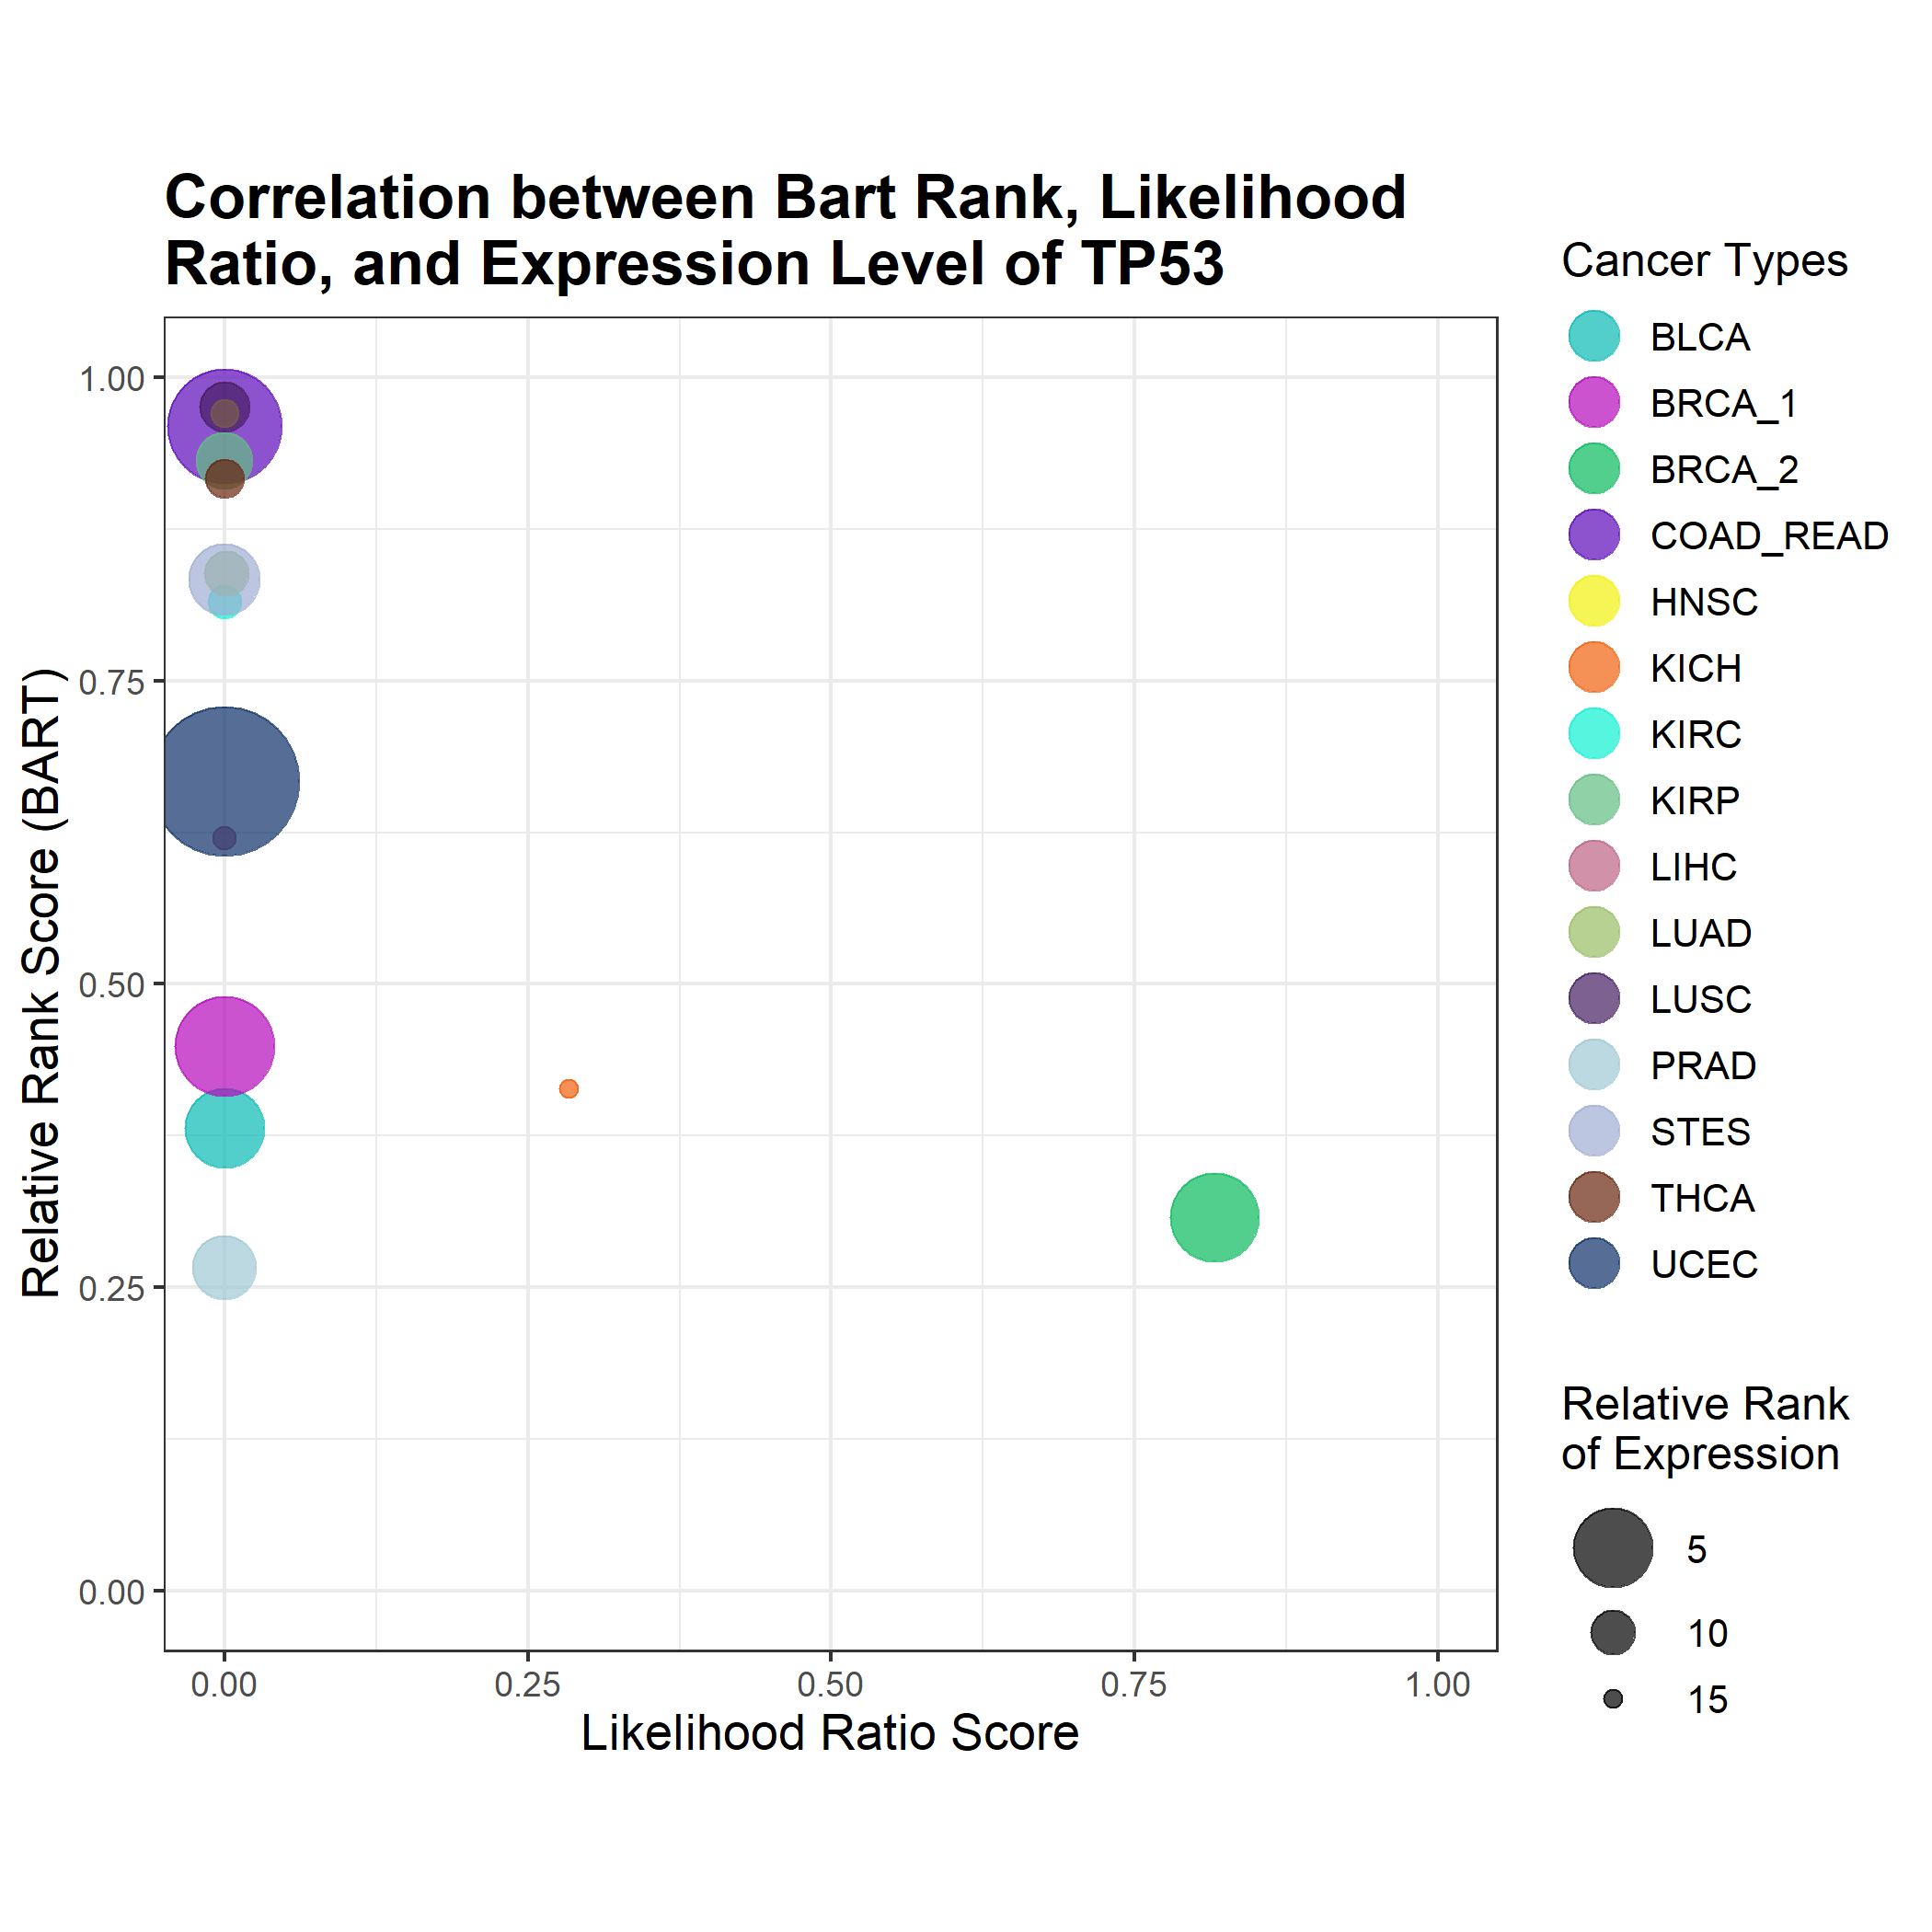 Correlation between Bart Rank, Likelihood
Ratio, and Expression Level of TP53
Relative Rank Score (BART)
1.00
0.75
0.50
0.25
0.00
0.00 0.25 0.50 0.75 1.00
Likelihood Ratio Score
Cancer Types
BLCA
BRCA_1
BRCA_2
COAD_READ
HNSC
KICH
KIRC
KIRP
LIHC
LUAD
LUSC
PRAD
STES
THCA
UCEC
Relative Rank
of Expression
5
10
15